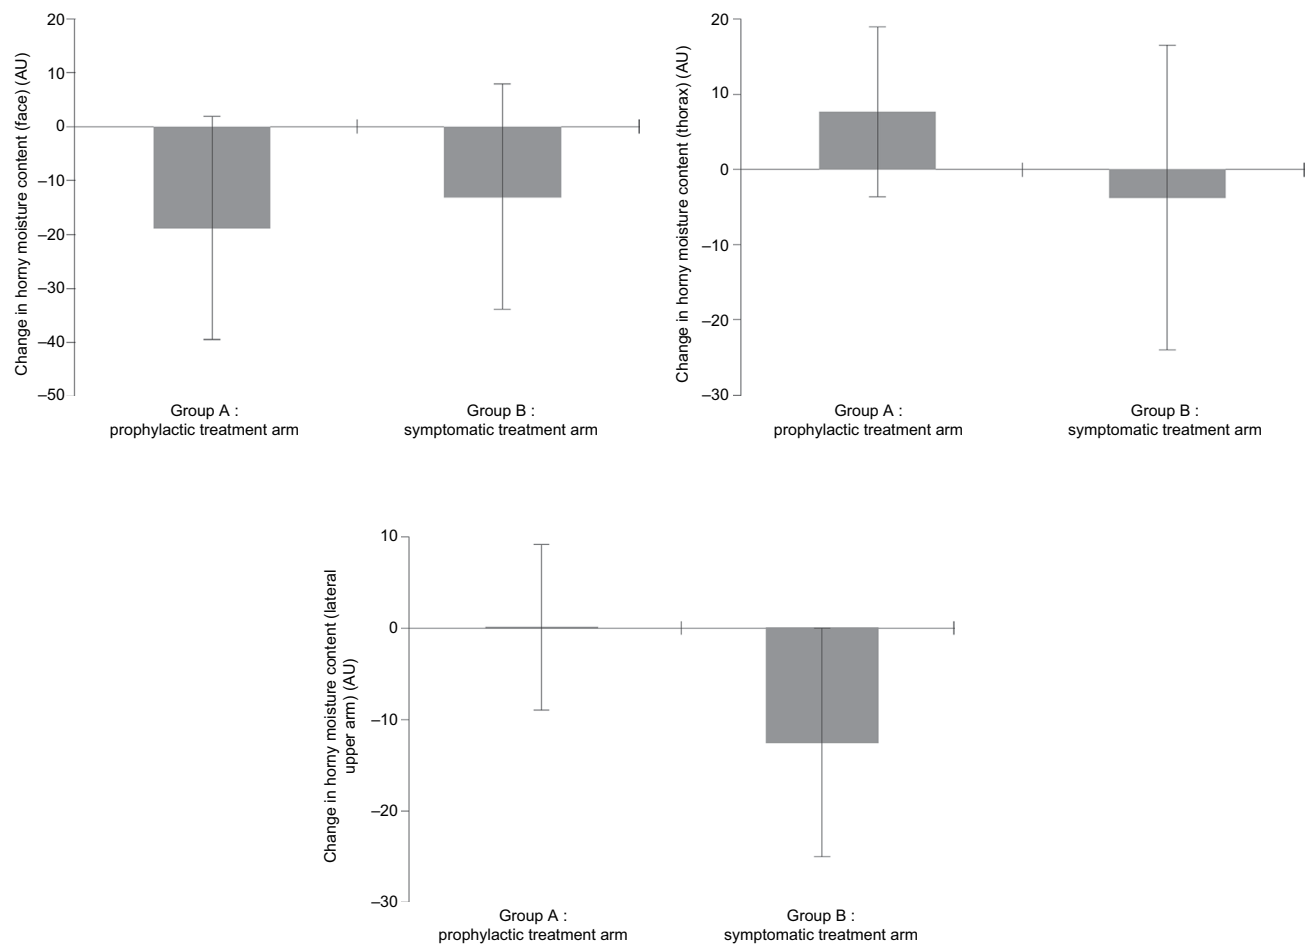 Change in horny moisture content (face) (AU)
20
10
0
–10
–20
–30
–40
–50
Group A :
prophylactic treatment arm
Group B :
symptomatic treatment arm
Change in horny moisture content (thorax) (AU)
20
10
0
–10
–20
–30
Group A :
prophylactic treatment arm
Group B :
symptomatic treatment arm
Change in horny moisture content (lateral
upper arm) (AU)
10
0
–10
–20
–30
Group A :
prophylactic treatment arm
Group B :
symptomatic treatment arm